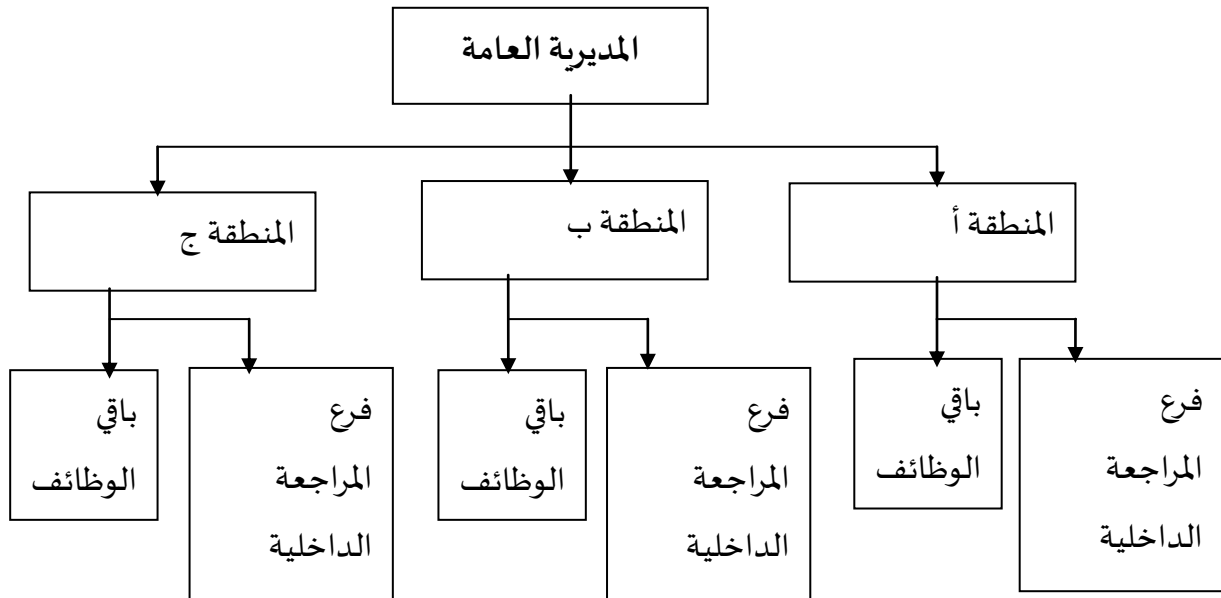 المديرية العامة
المنطقة أ
المنطقة ب
المنطقة ج
فرع
المراجعة
الداخلية
باقي
الوظائف
فرع
المراجعة
الداخلية
باقي
الوظائف
فرع
المراجعة
الداخلية
باقي
الوظائف